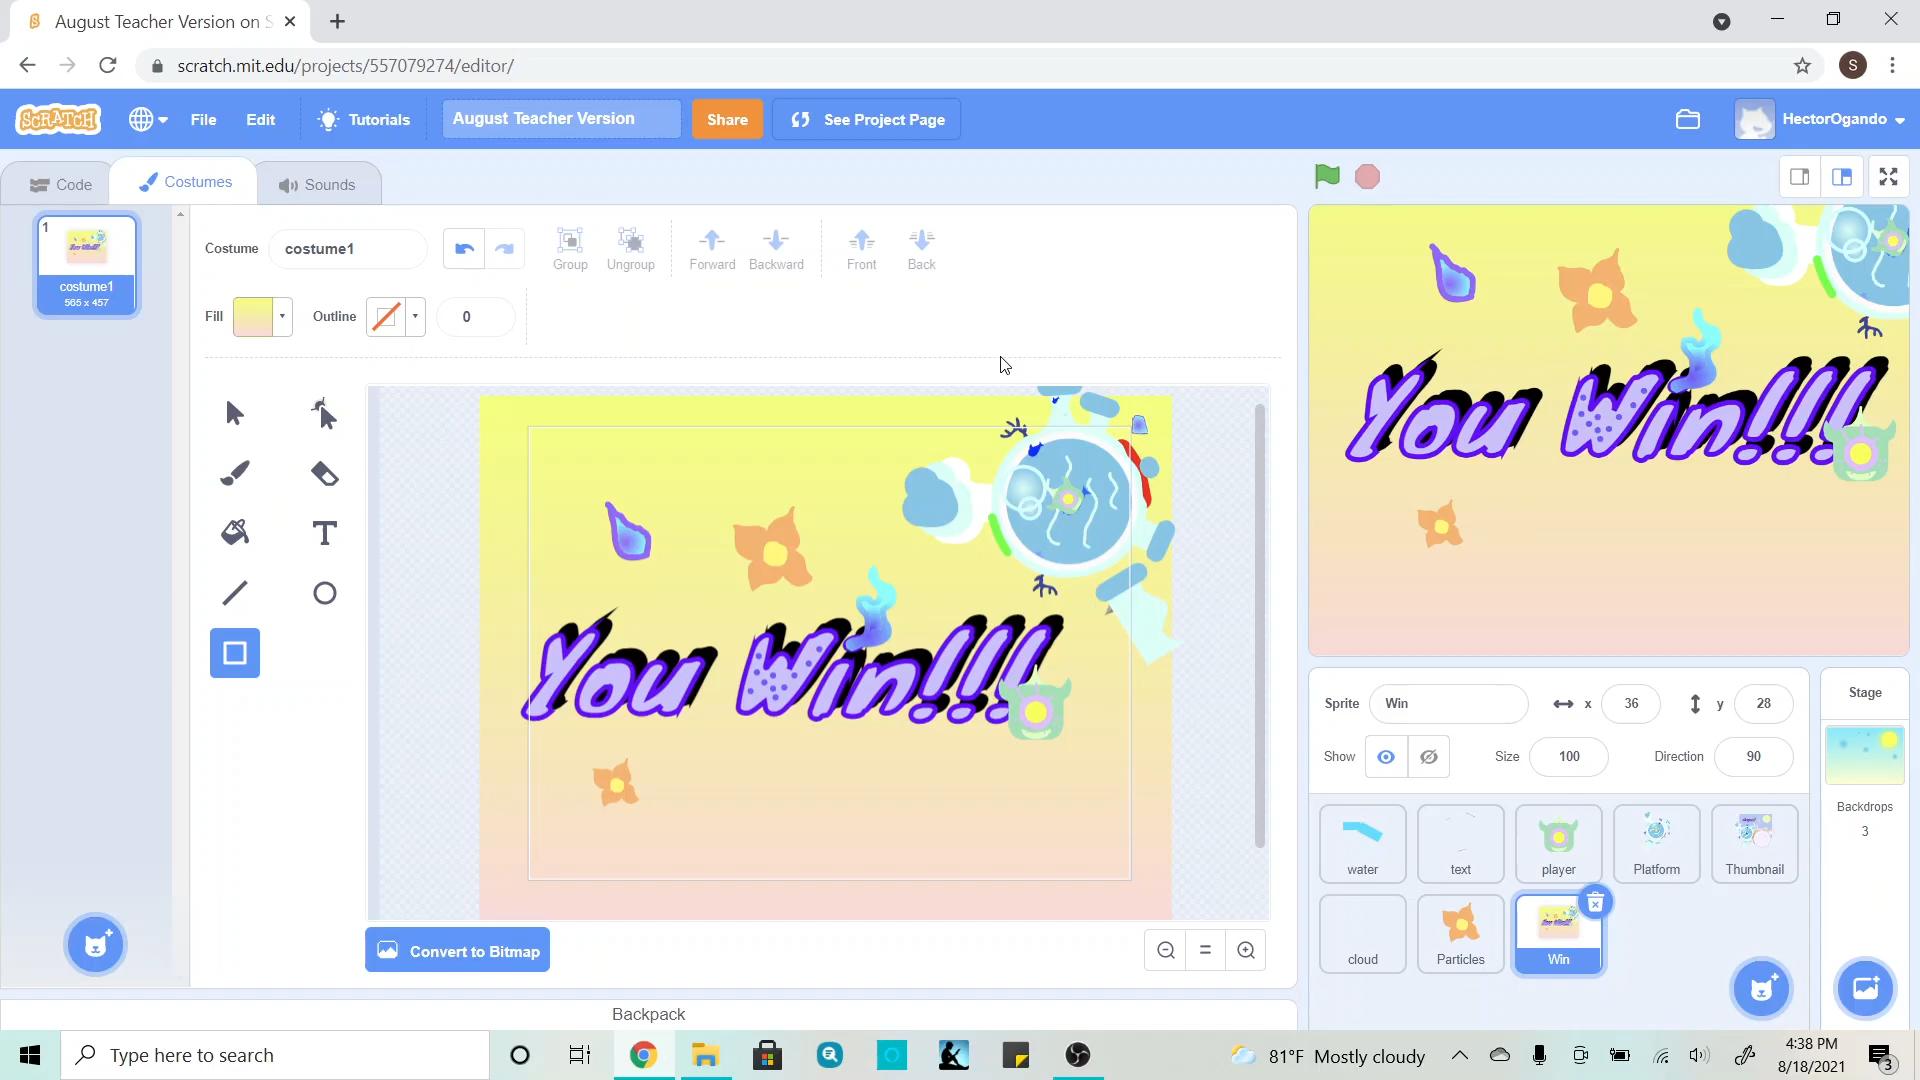 August Teacher Version on S
scratch.mit.edu/projects/557079274/editor/
S
SCRATCH
File
Edit
Tutorials
August Teacher Version
Share
See Project Page
HectorOgando
Code
Costumes
Sounds
1
costume1
565 x 457
Costume
costume1
Group
Ungroup
Forward
Backward
Front
Back
Fill
Outline
0
You Win!!!
Convert to Bitmap
Backpack
You Win!!!
Sprite
Win
x
36
y
28
Show
Size
100
Direction
90
water
text
player
Platform
Thumbnail
cloud
Particles
Win
Stage
Backdrops
3
Type here to search
81°F Mostly cloudy
4:38 PM
8/18/2021
3